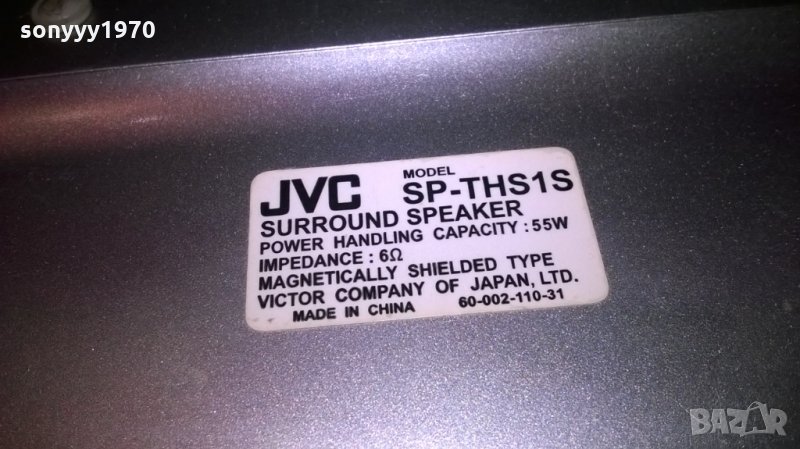 sonyyy1970
JVC MODEL SP-THS1S
SURROUND SPEAKER
POWER HANDLING CAPACITY : 55W
IMPEDANCE : 6Ω
MAGNETICALLY SHIELDED TYPE
VICTOR COMPANY OF JAPAN, LTD.
MADE IN CHINA 60-002-110-31
BAZAR